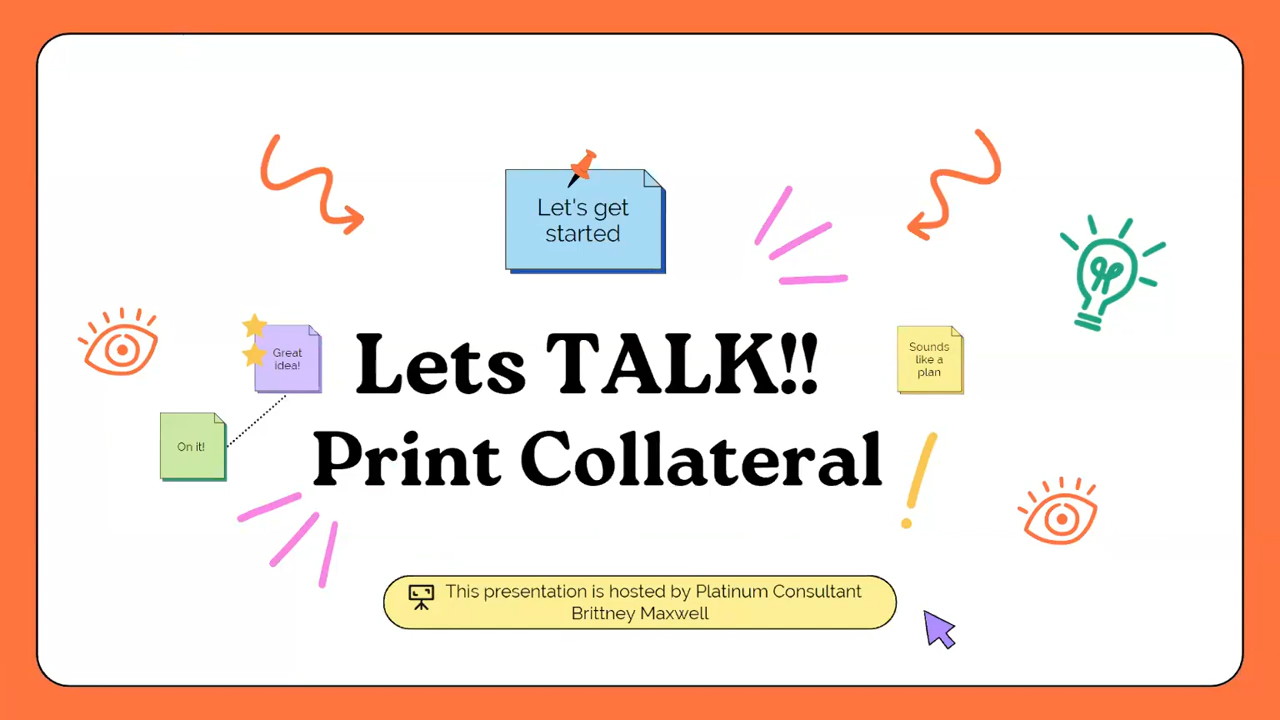 Let's get
started
Great
idea!
Lets TALK!!
Sounds
like a
plan
On it!
Print Collateral
This presentation is hosted by Platinum Consultant
Brittney Maxwell